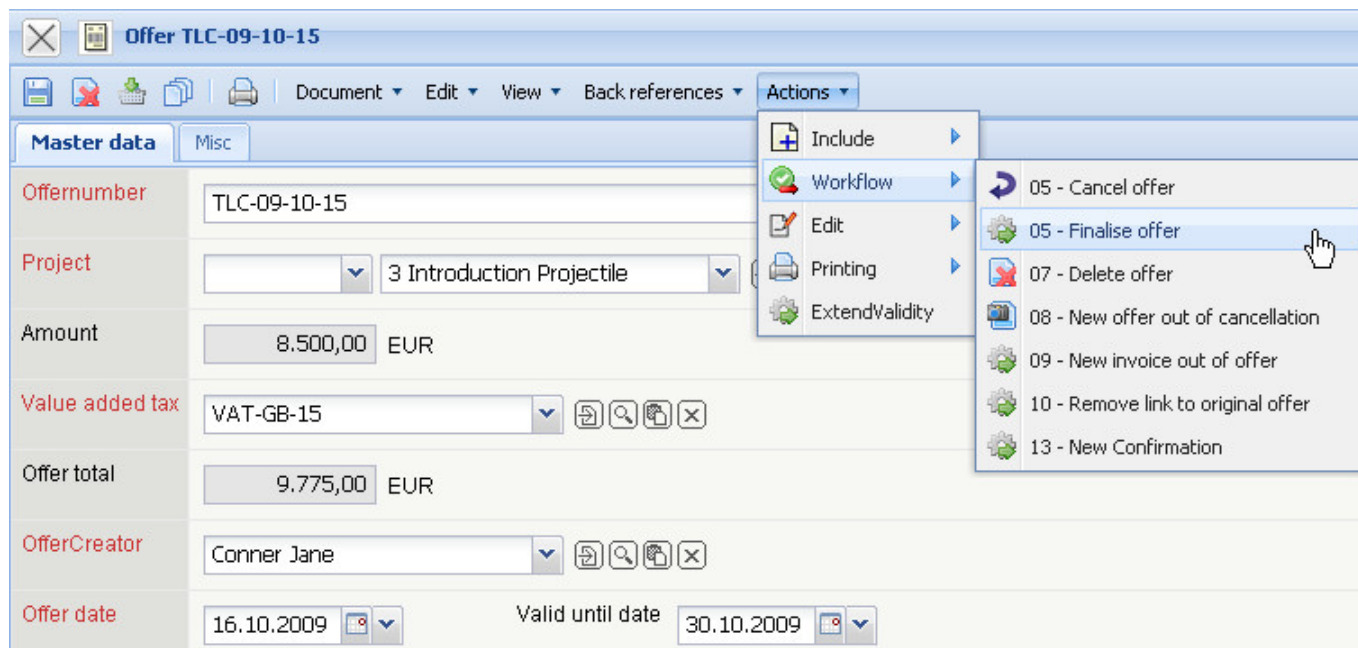 Offer TLC-09-10-15
Document Edit View Back references Actions
Master data Misc
Include
Workflow
Edit
Printing
ExtendValidity
05 - Cancel offer
05 - Finalise offer
07 - Delete offer
08 - New offer out of cancellation
09 - New invoice out of offer
10 - Remove link to original offer
13 - New Confirmation
Offernumber TLC-09-10-15
Project 3 Introduction Projectile
Amount 8.500,00 EUR
Value added tax VAT-GB-15
Offer total 9.775,00 EUR
OfferCreator Conner Jane
Offer date 16.10.2009 Valid until date 30.10.2009